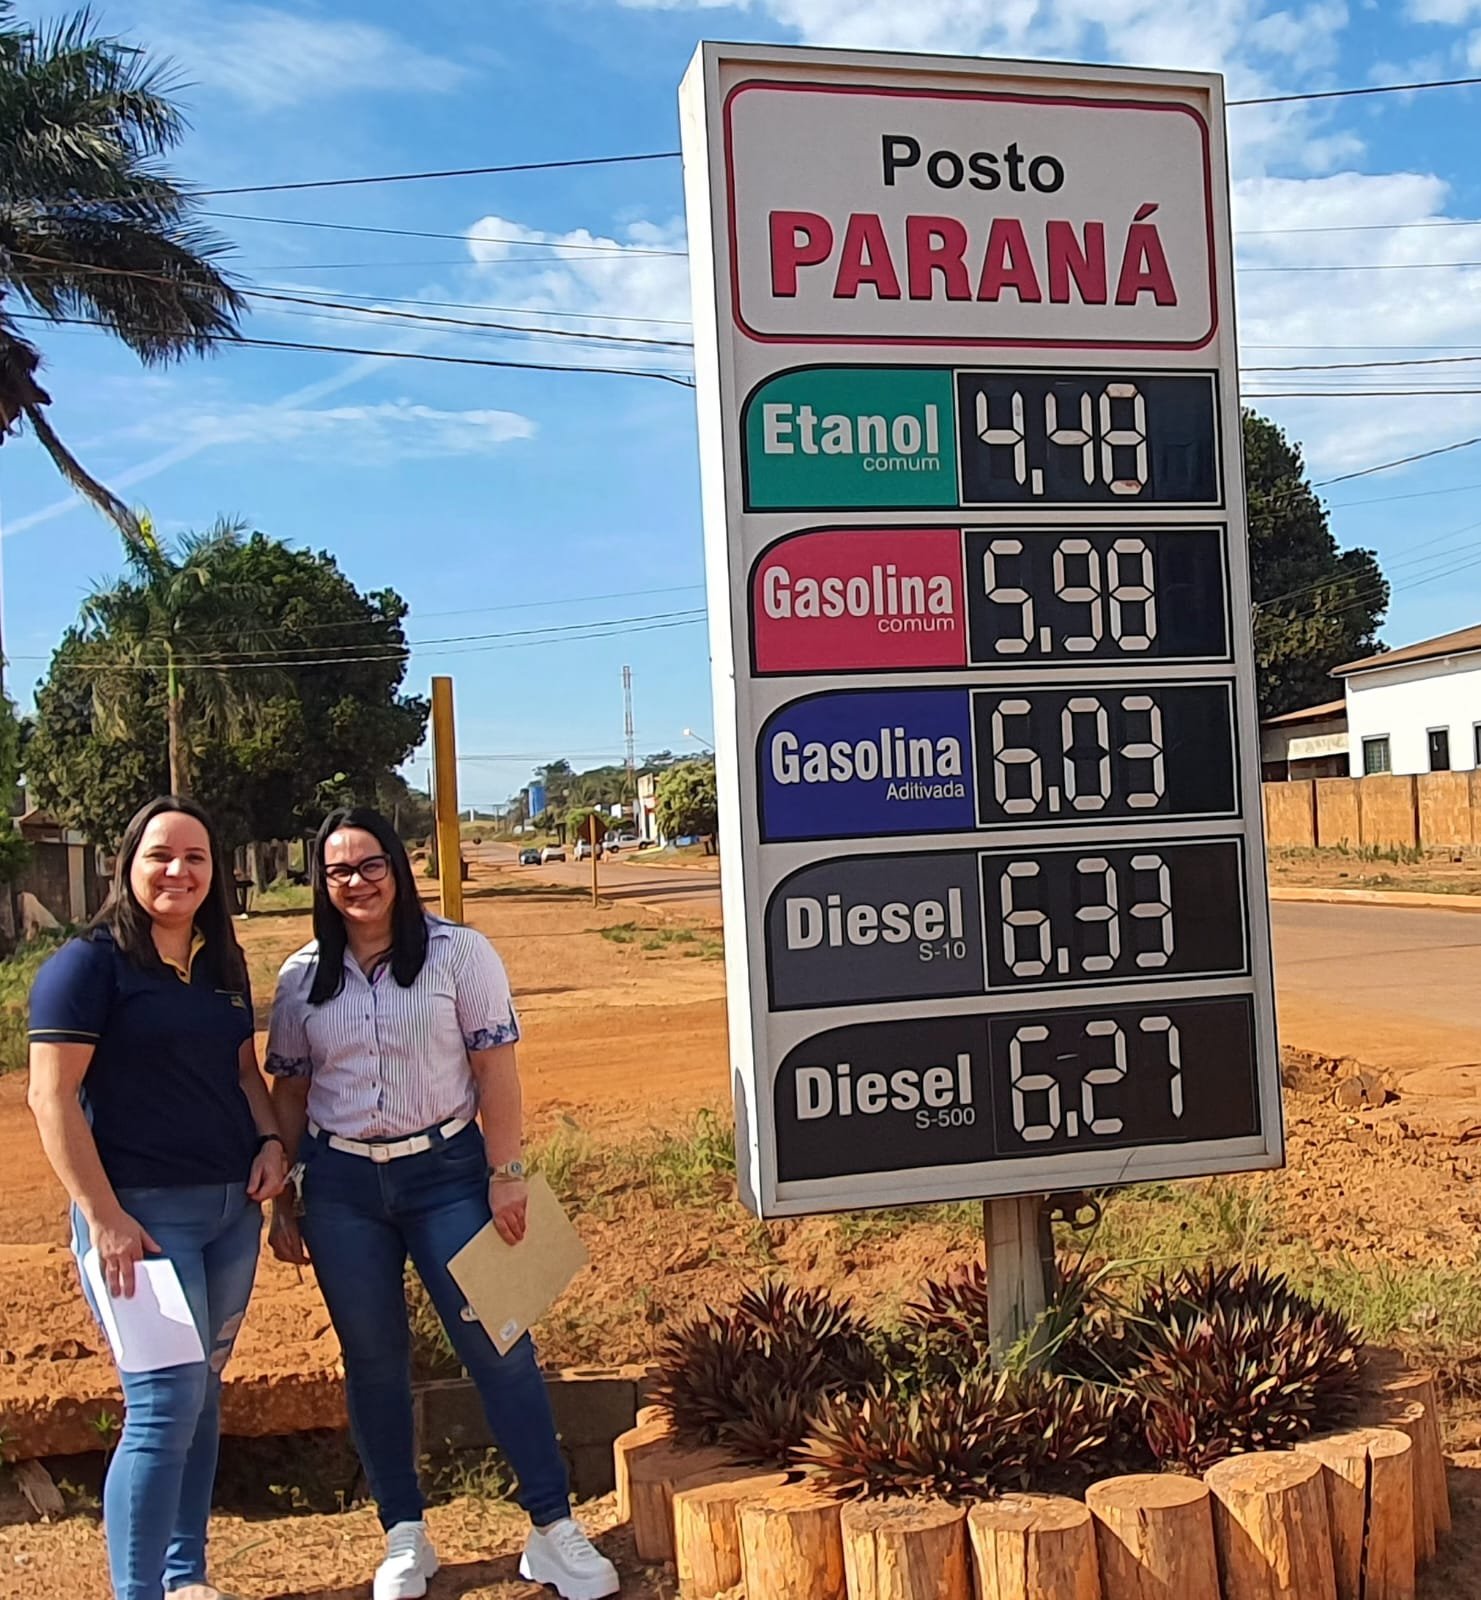 Posto
PARANÁ
Etanol
comum
4,48
Gasolina
comum
5,98
Gasolina
Aditivada
6,03
Diesel
S-10
6,33
Diesel
S-500
6,27